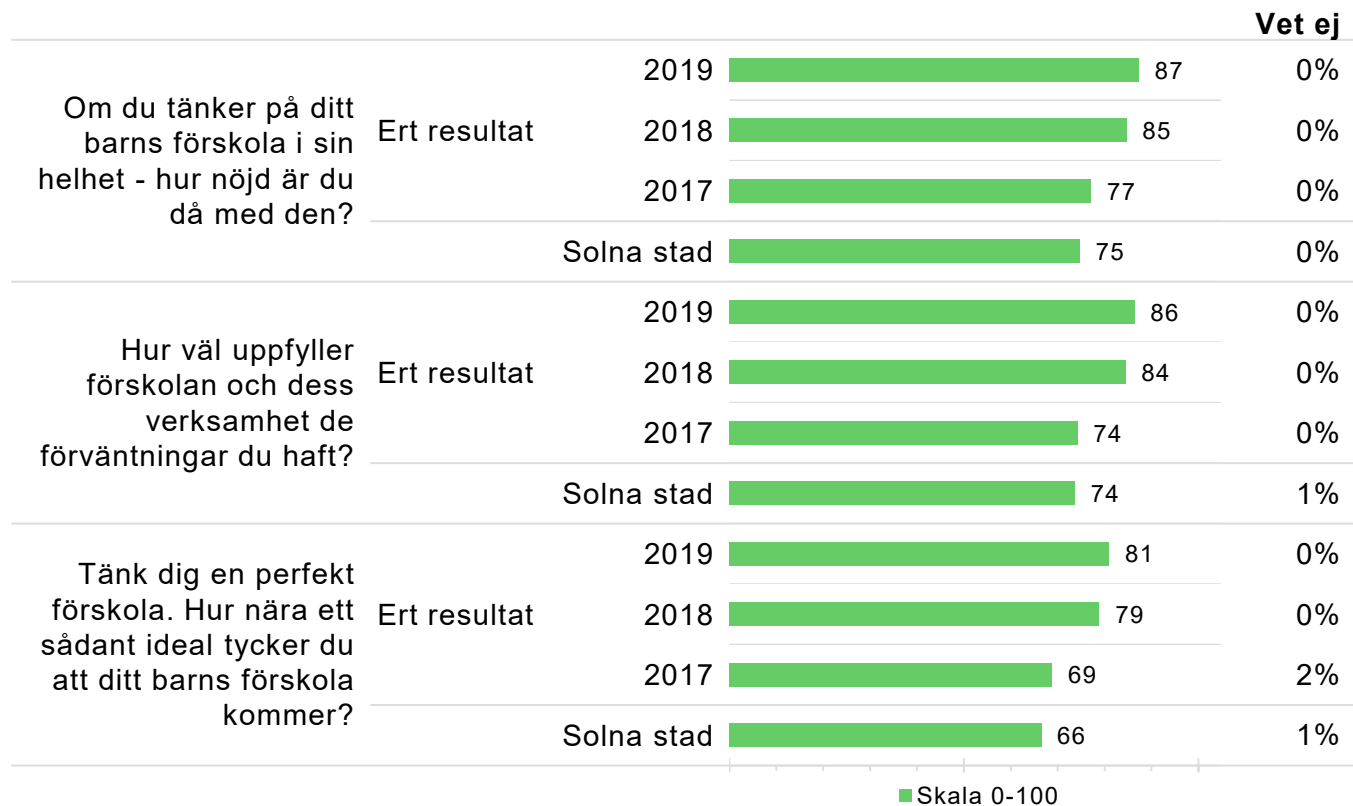 Vet ej
Om du tänker på ditt
barns förskola i sin
helhet - hur nöjd är du
då med den?
Ert resultat
2019 87 0%
2018 85 0%
2017 77 0%
Solna stad 75 0%
Hur väl uppfyller
förskolan och dess
verksamhet de
förväntningar du haft?
Ert resultat
2019 86 0%
2018 84 0%
2017 74 0%
Solna stad 74 1%
Tänk dig en perfekt
förskola. Hur nära ett
sådant ideal tycker du
att ditt barns förskola
kommer?
Ert resultat
2019 81 0%
2018 79 0%
2017 69 2%
Solna stad 66 1%
Skala 0-100